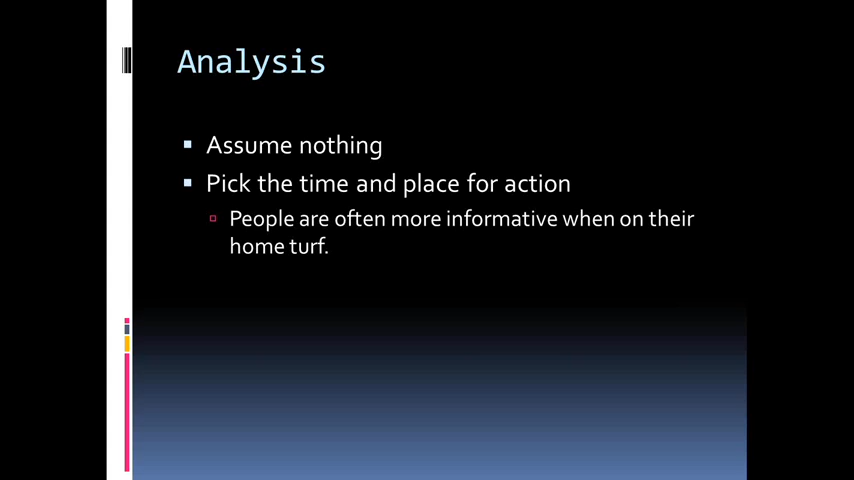 Analysis
Assume nothing
Pick the time and place for action
People are often more informative when on their
home turf.